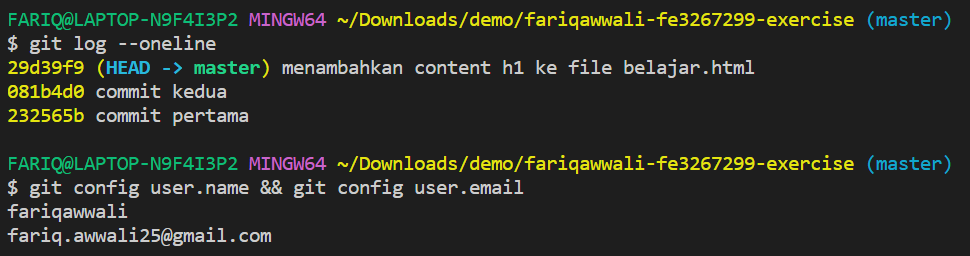 FARIQ@LAPTOP-N9F4I3P2 MINGW64 ~/Downloads/demo/fariqawwali-fe3267299-exercise (master)
$ git log --oneline
29d39f9 (HEAD -> master) menambahkan content h1 ke file belajar.html
081b4d0 commit kedua
232565b commit pertama
FARIQ@LAPTOP-N9F4I3P2 MINGW64 ~/Downloads/demo/fariqawwali-fe3267299-exercise (master)
$ git config user.name && git config user.email
fariqawwali
fariq.awwali25@gmail.com